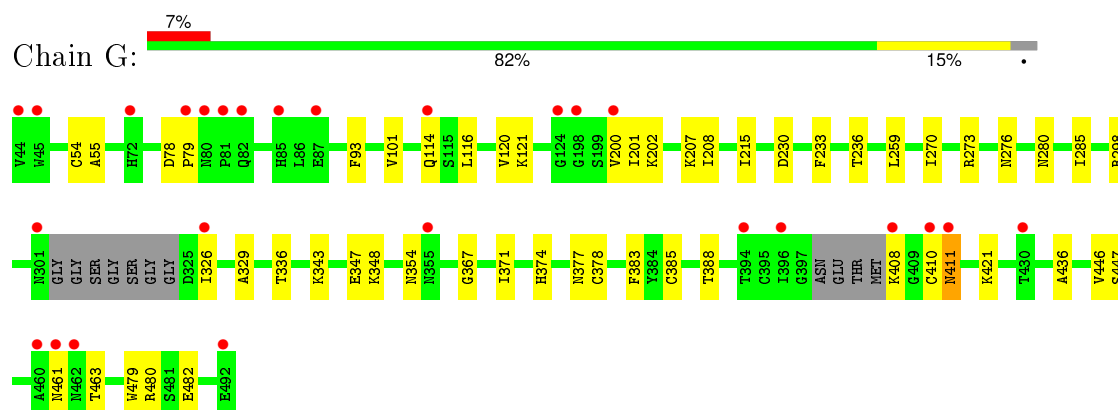 7%
Chain G:
82% 15% •
V44 W45 C54 A55 H72 D78 P79 N80 P81 Q82 H85 L86 E87 F93 V101 Q114 S115 L116 V120 K121 G124 G198 S199 V200 I201 K202 K207 I208 I215 D230 F233 T236 L259 I270 R273 N276 N280 I285
N301 GLY GLY SER GLY SER GLY GLY D325 I326 A329 T336 K343 E347 K348 N354 N355 G367 I371 H374 N377 C378 F383 Y384 C385 T388 T394 C395 I396 G397 ASN GLU THR MET K408 G409 C410 N411 K421 T430 A436 V446 S447
A460 N461 N462 T463 W479 R480 S481 E482 E492